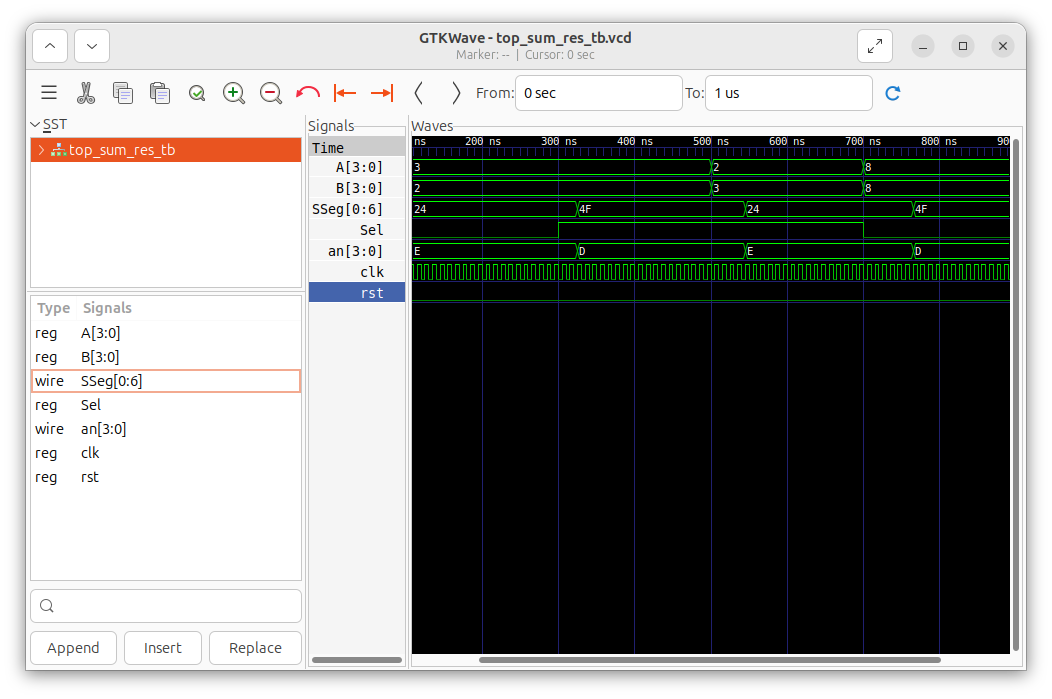 GTKWave - top_sum_res_tb.vcd
Marker: -- | Cursor: 0 sec
From: 0 sec To: 1 us
SST
top_sum_res_tb
Type Signals
reg A[3:0]
reg B[3:0]
wire SSeg[0:6]
reg Sel
wire an[3:0]
reg clk
reg rst
Append Insert Replace
Signals
Time
A[3:0]
B[3:0]
SSeg[0:6]
Sel
an[3:0]
clk
rst
Waves
ns 200 ns 300 ns 400 ns 500 ns 600 ns 700 ns 800 ns 90
3 2 8
2 3 8
24 4F 24 4F
E D E D